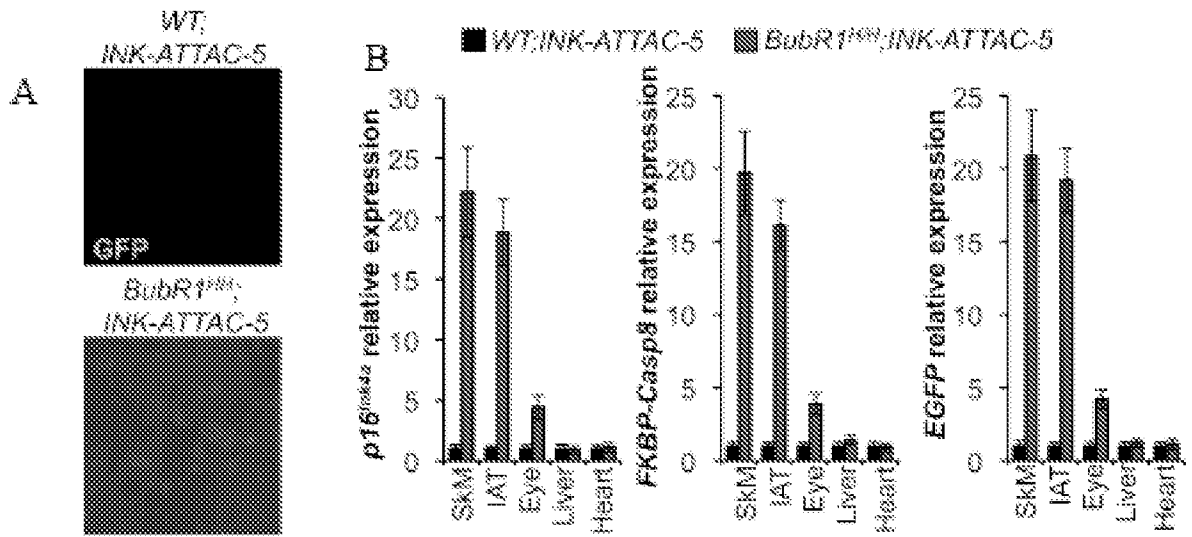 A
WT;
INK-ATTAC-5
GFP
BubR1ᴴ/ᴴ;
INK-ATTAC-5
B
WT;INK-ATTAC-5
BubR1ᴴ/ᴴ;INK-ATTAC-5
p16ᴵⁿᵏ⁴ᵃ relative expression
30
25
20
15
10
5
0
SkM
IAT
Eye
Liver
Heart
FKBP-Casp8 relative expression
25
20
15
10
5
0
SkM
IAT
Eye
Liver
Heart
EGFP relative expression
25
20
15
10
5
0
SkM
IAT
Eye
Liver
Heart